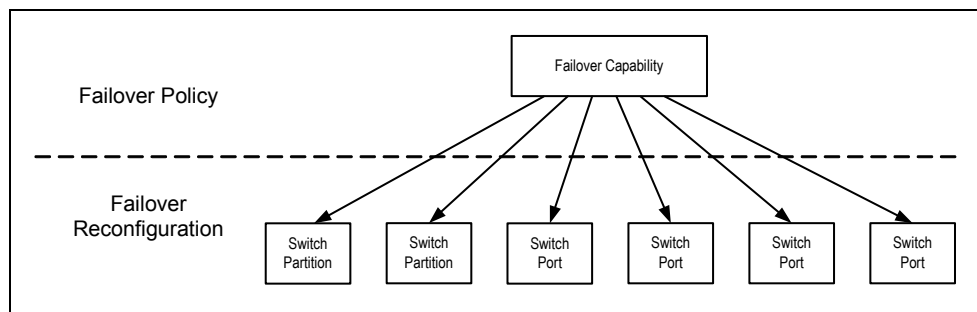 Failover Capability
Failover Policy
Failover
Reconfiguration
Switch
Partition
Switch
Partition
Switch
Port
Switch
Port
Switch
Port
Switch
Port